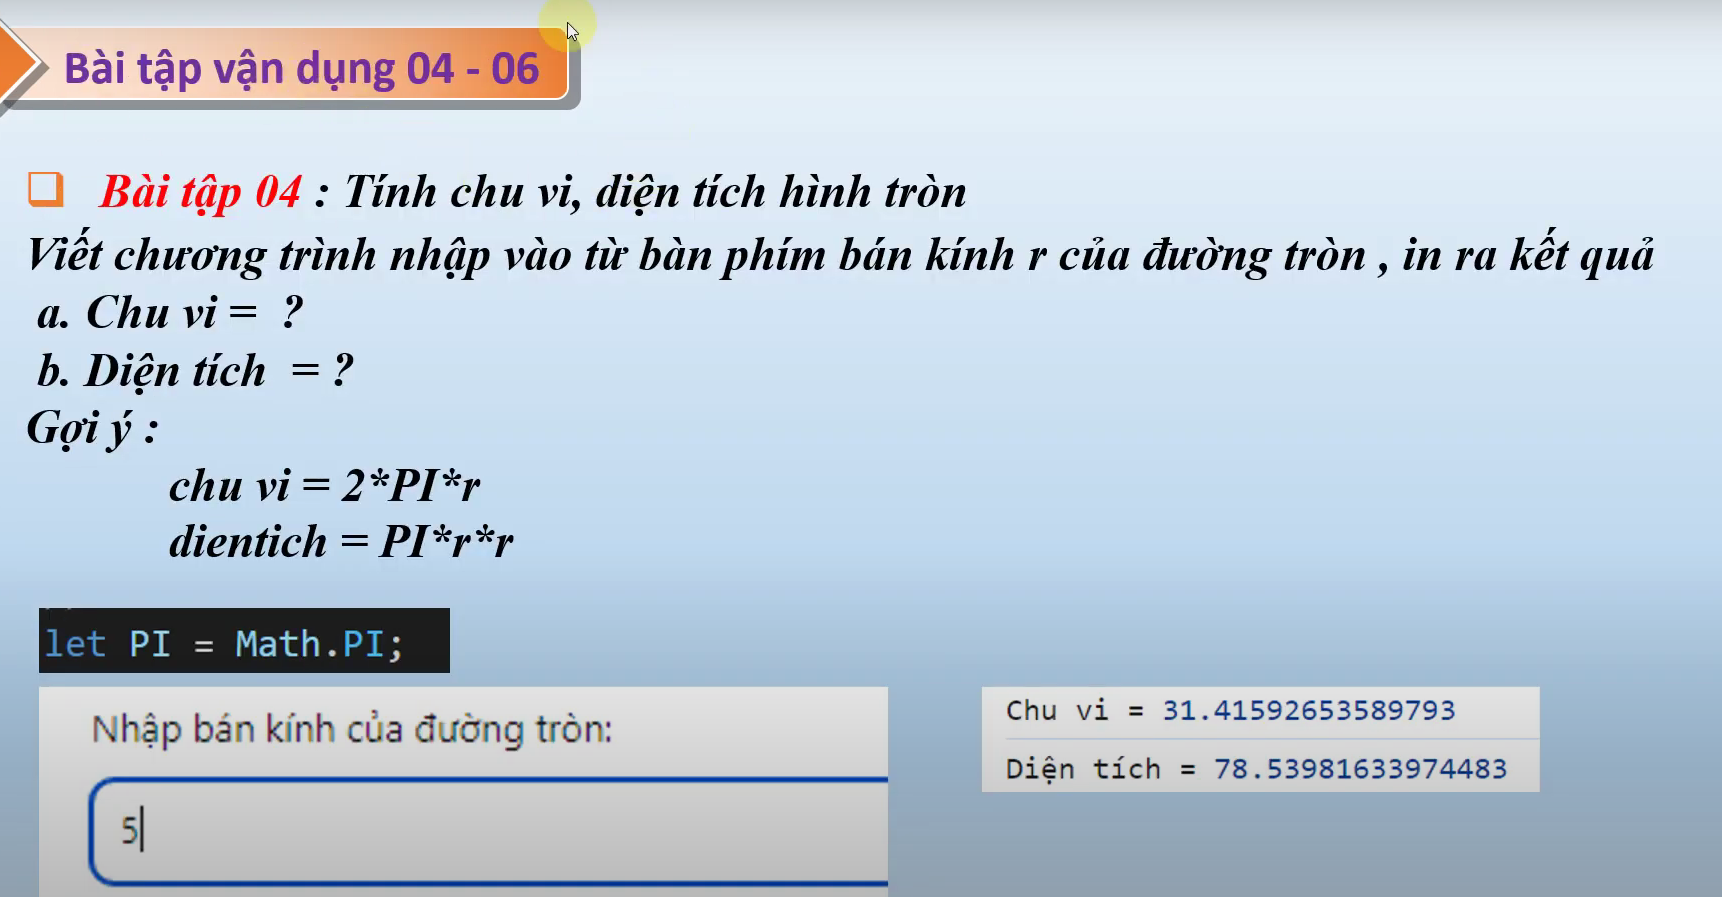 Bài tập vận dụng 04 - 06
Bài tập 04 : Tính chu vi, diện tích hình tròn
Viết chương trình nhập vào từ bàn phím bán kính r của đường tròn , in ra kết quả
a. Chu vi = ?
b. Diện tích = ?
Gợi ý :
chu vi = 2*PI*r
dientich = PI*r*r
let PI = Math.PI;
Nhập bán kính của đường tròn:
5
Chu vi = 31.41592653589793
Diện tích = 78.53981633974483